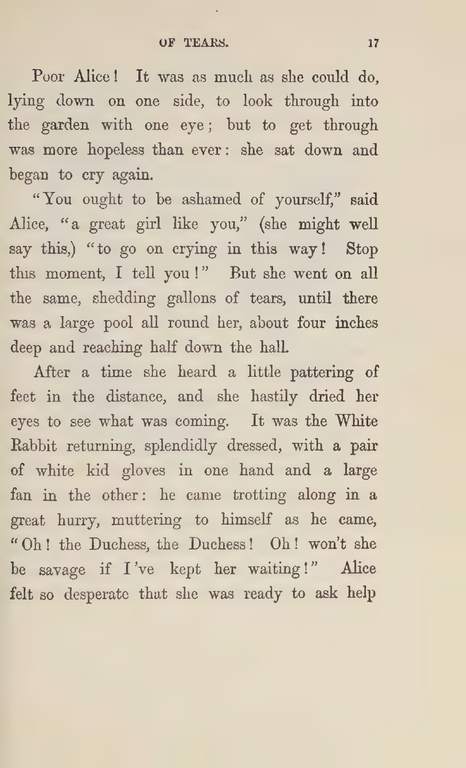 OF TEARS. 17
Poor Alice! It was as much as she could do,
lying down on one side, to look through into
the garden with one eye; but to get through
was more hopeless than ever: she sat down and
began to cry again.
"You ought to be ashamed of yourself," said
Alice, "a great girl like you," (she might well
say this,) "to go on crying in this way! Stop
this moment, I tell you!" But she went on all
the same, shedding gallons of tears, until there
was a large pool all round her, about four inches
deep and reaching half down the hall.
After a time she heard a little pattering of
feet in the distance, and she hastily dried her
eyes to see what was coming. It was the White
Rabbit returning, splendidly dressed, with a pair
of white kid gloves in one hand and a large
fan in the other: he came trotting along in a
great hurry, muttering to himself as he came,
"Oh! the Duchess, the Duchess! Oh! won't she
be savage if I've kept her waiting!" Alice
felt so desperate that she was ready to ask help